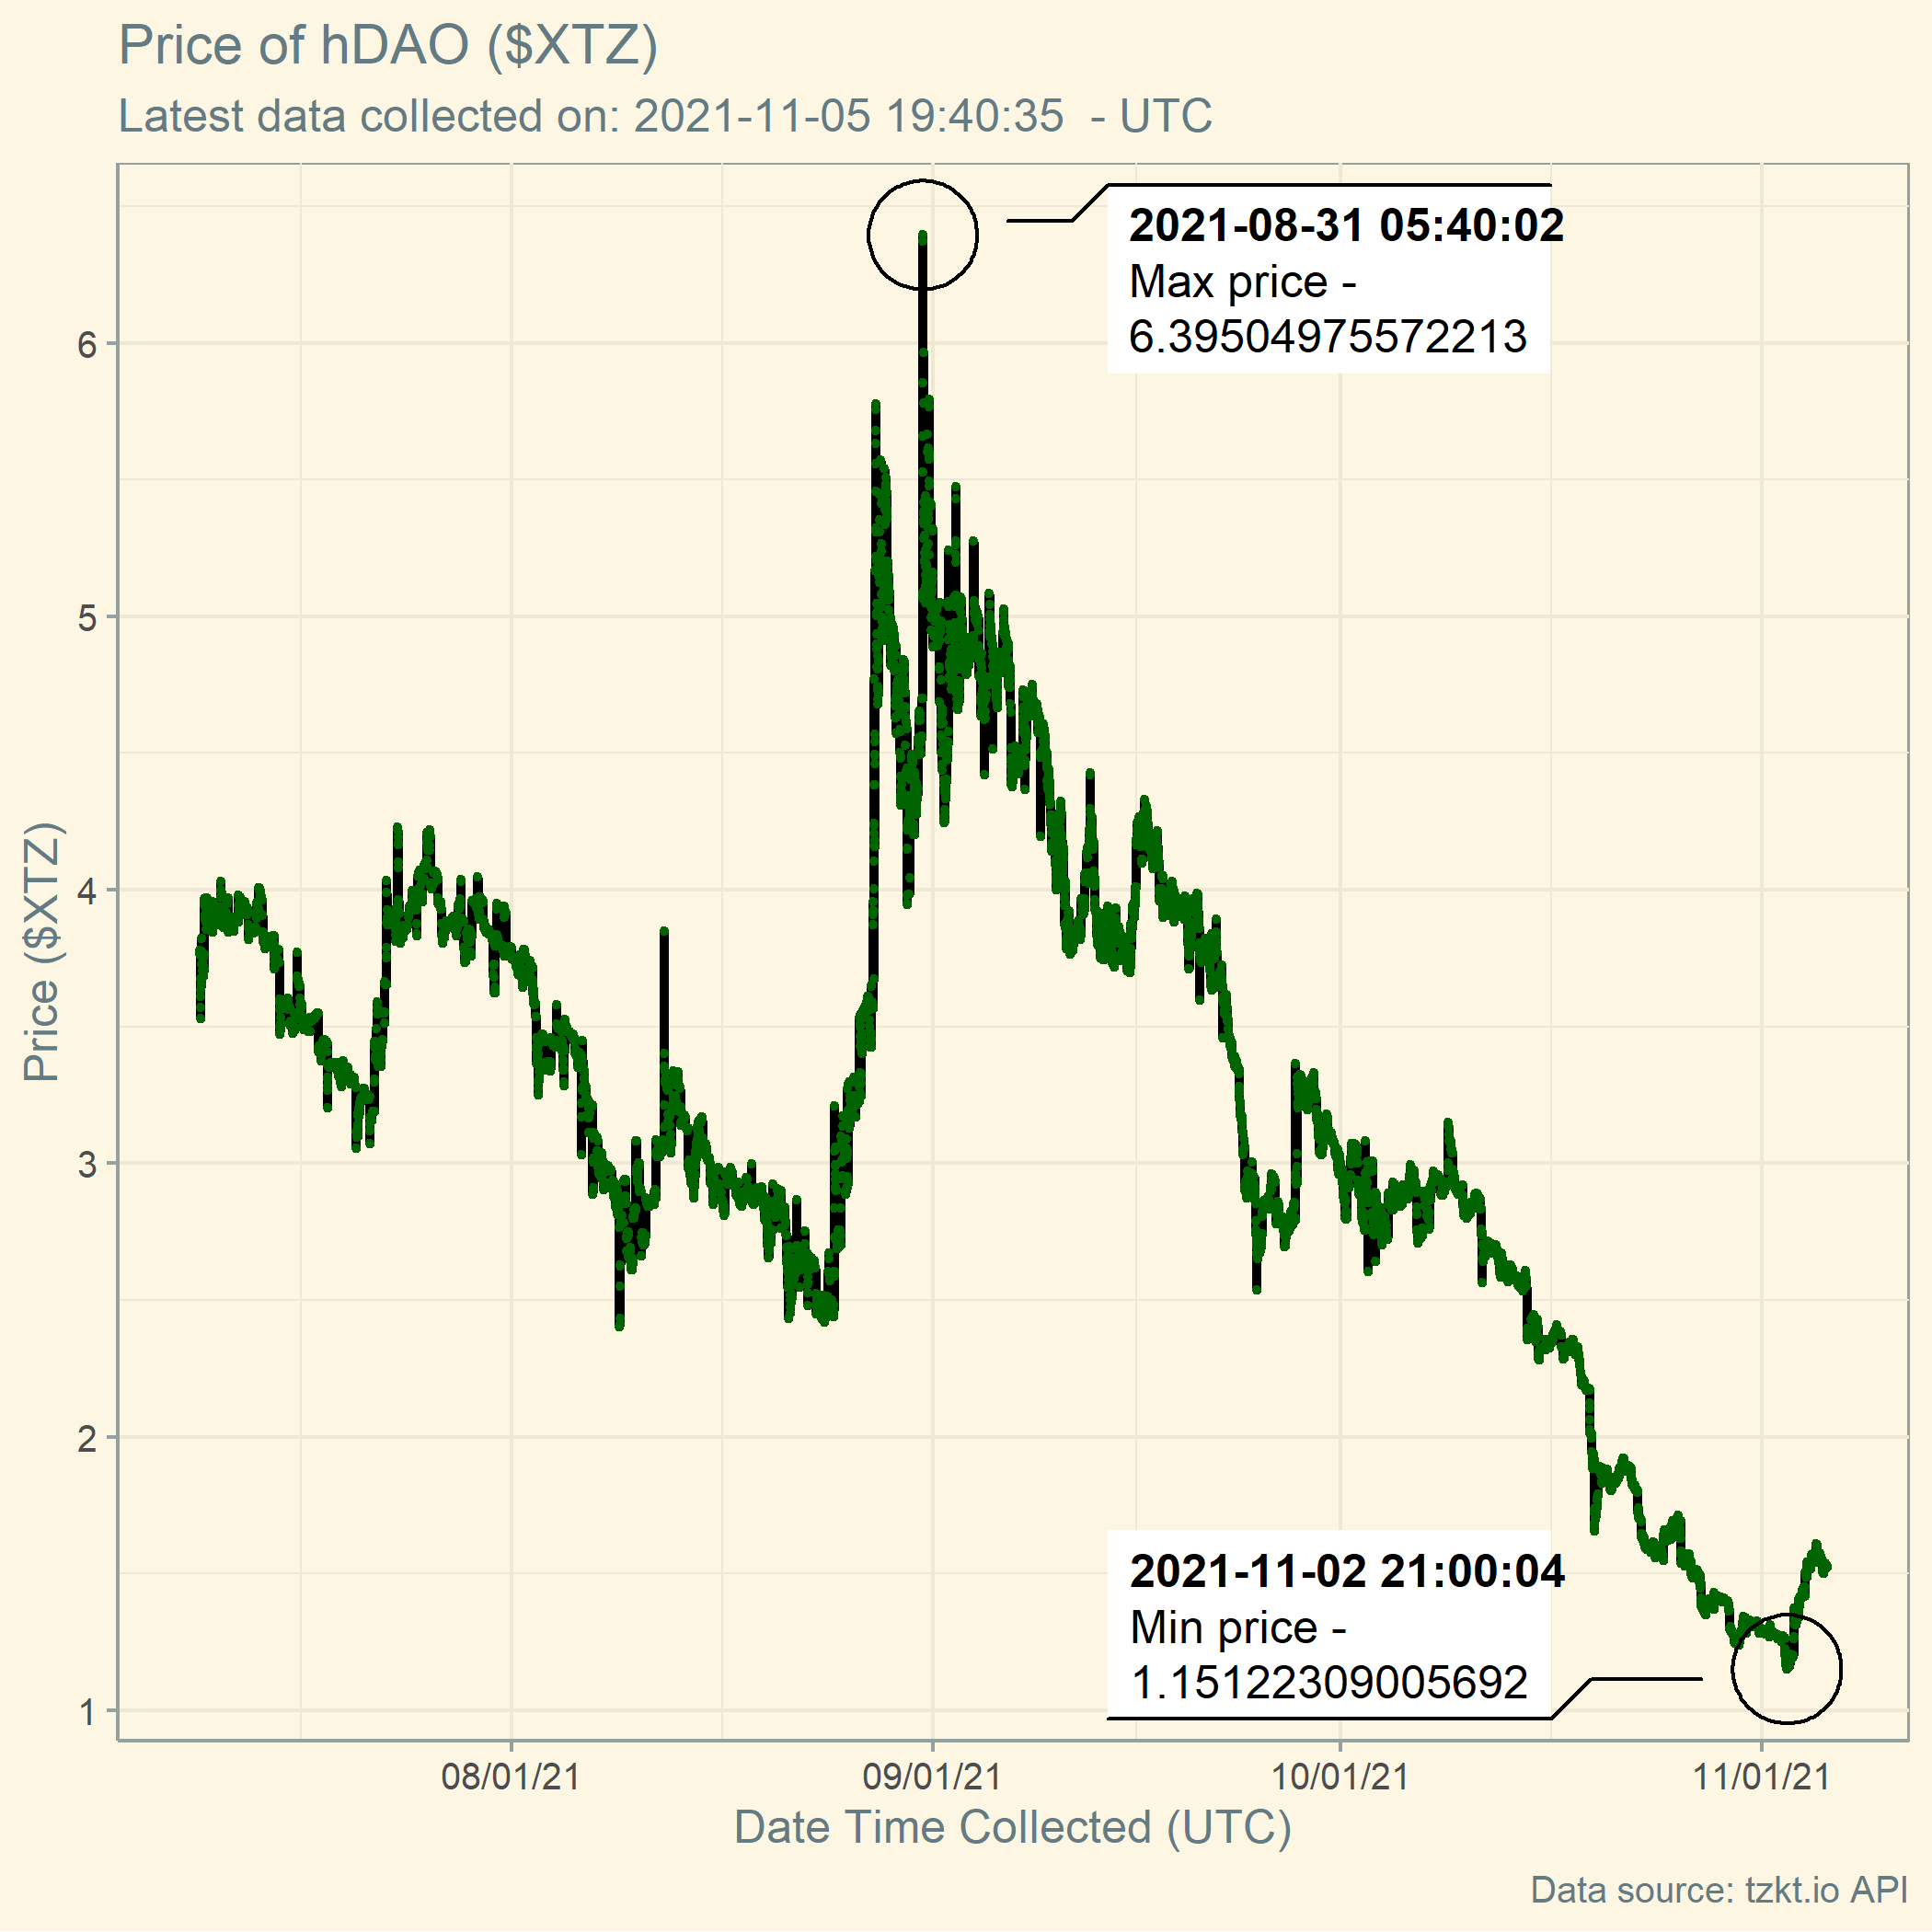 Price of hDAO ($XTZ)
Latest data collected on: 2021-11-05 19:40:35  - UTC
2021-08-31 05:40:02
Max price -
6.39504975572213
6
5
4
3
2
1
Price ($XTZ)
2021-11-02 21:00:04
Min price -
1.15122309005692
08/01/21
09/01/21
10/01/21
11/01/21
Date Time Collected (UTC)
Data source: tzkt.io API